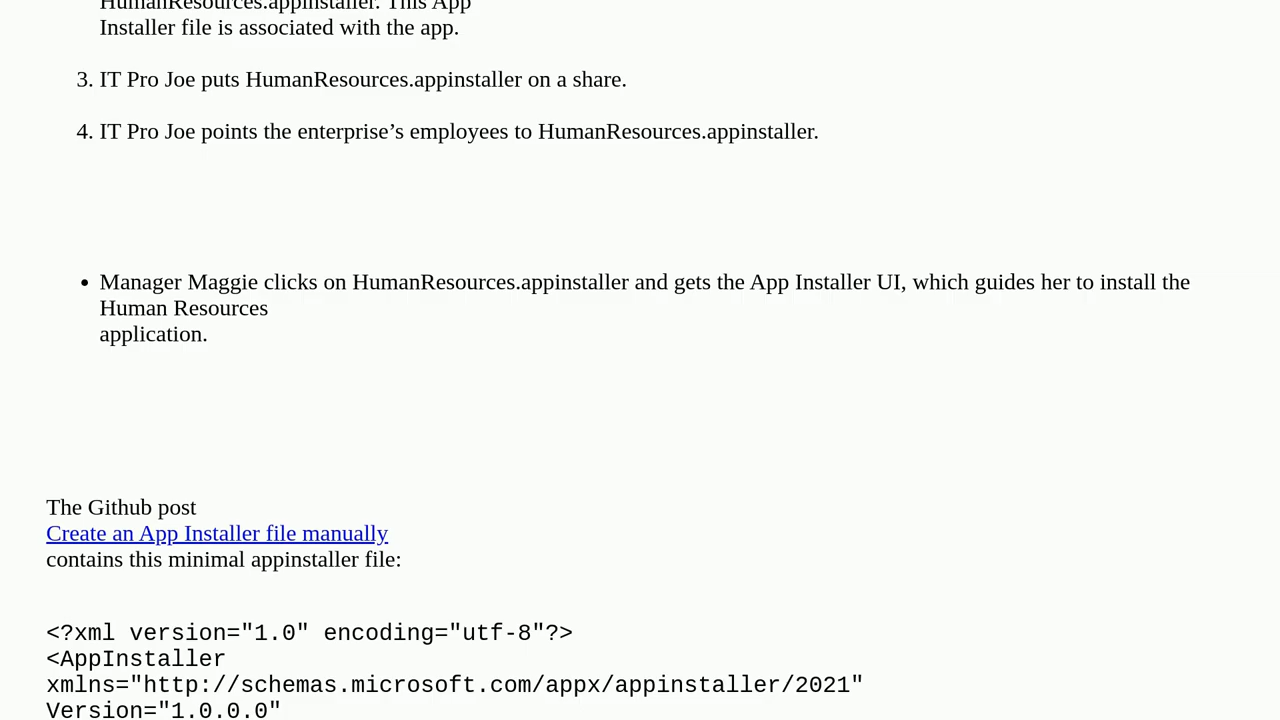 HumanResources.appinstaller. This App
Installer file is associated with the app.
3. IT Pro Joe puts HumanResources.appinstaller on a share.
4. IT Pro Joe points the enterprise’s employees to HumanResources.appinstaller.
• Manager Maggie clicks on HumanResources.appinstaller and gets the App Installer UI, which guides her to install the
Human Resources
application.
The Github post
Create an App Installer file manually
contains this minimal appinstaller file:
<?xml version="1.0" encoding="utf-8"?>
<AppInstaller
xmlns="http://schemas.microsoft.com/appx/appinstaller/2021"
Version="1.0.0.0"